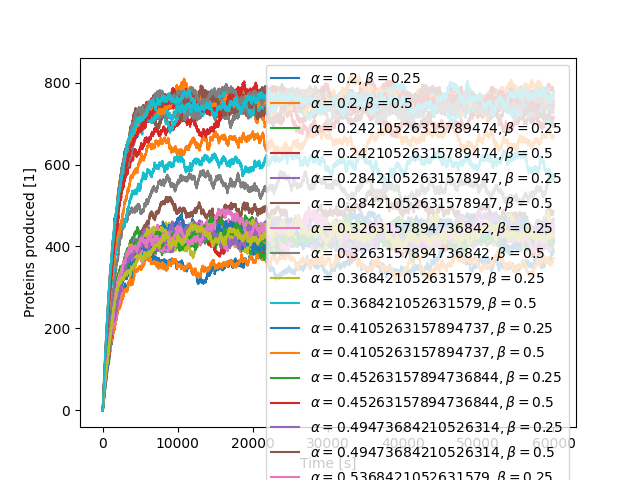 Proteins produced [1]
800
600
400
200
0
0 10000 20000 30000 40000 50000 60000
Time [s]
α = 0.2, β = 0.25
α = 0.2, β = 0.5
α = 0.24210526315789474, β = 0.25
α = 0.24210526315789474, β = 0.5
α = 0.28421052631578947, β = 0.25
α = 0.28421052631578947, β = 0.5
α = 0.3263157894736842, β = 0.25
α = 0.3263157894736842, β = 0.5
α = 0.368421052631579, β = 0.25
α = 0.368421052631579, β = 0.5
α = 0.4105263157894737, β = 0.25
α = 0.4105263157894737, β = 0.5
α = 0.45263157894736844, β = 0.25
α = 0.45263157894736844, β = 0.5
α = 0.49473684210526314, β = 0.25
α = 0.49473684210526314, β = 0.5
α = 0.5368421052631579, β = 0.25